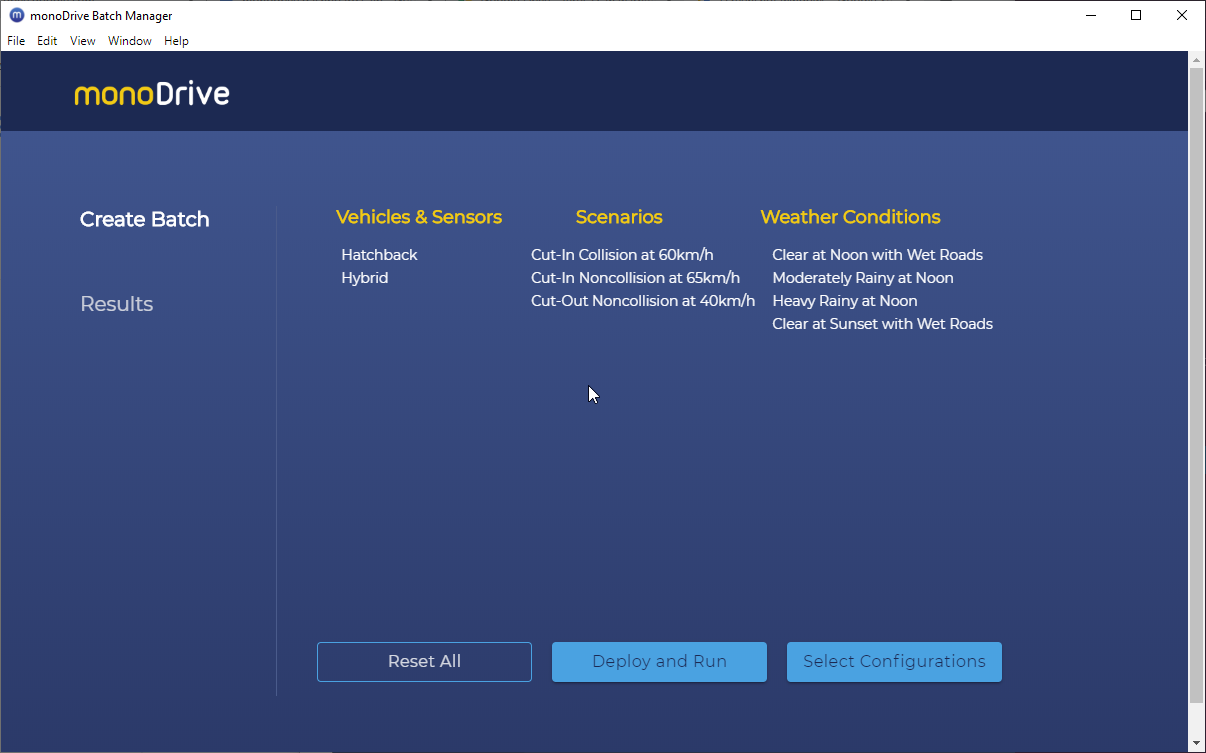 monoDrive Batch Manager
File Edit View Window Help
monoDrive
Create Batch
Results
Vehicles & Sensors
Hatchback
Hybrid
Scenarios
Cut-In Collision at 60km/h
Cut-In Noncollision at 65km/h
Cut-Out Noncollision at 40km/h
Weather Conditions
Clear at Noon with Wet Roads
Moderately Rainy at Noon
Heavy Rainy at Noon
Clear at Sunset with Wet Roads
Reset All
Deploy and Run
Select Configurations